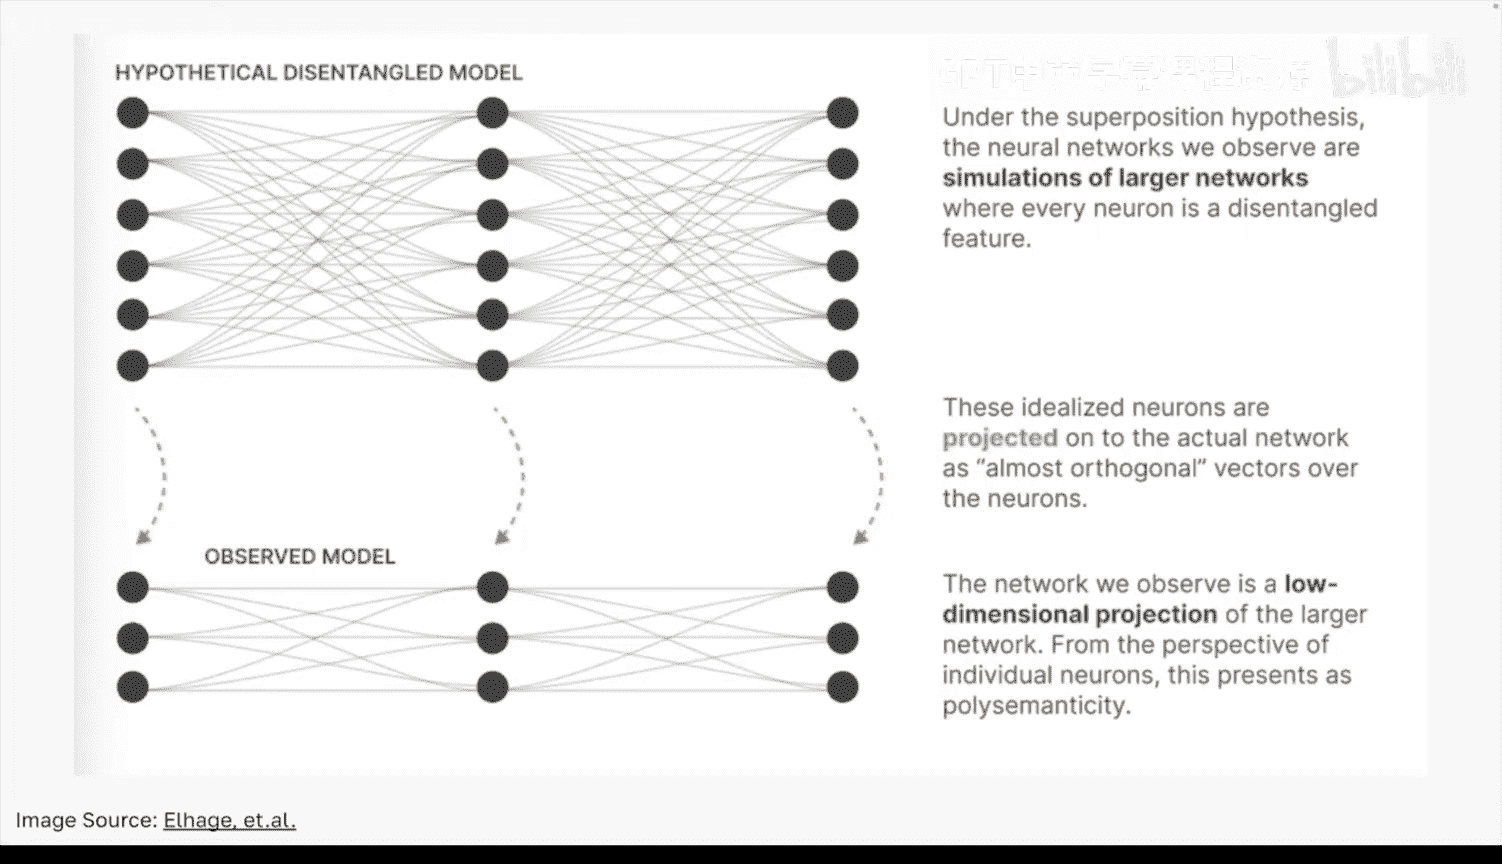 bilibili
HYPOTHETICAL DISENTANGLED MODEL
Under the superposition hypothesis,
the neural networks we observe are
simulations of larger networks
where every neuron is a disentangled
feature.
These idealized neurons are
projected on to the actual network
as “almost orthogonal” vectors over
the neurons.
OBSERVED MODEL
The network we observe is a low-
dimensional projection of the larger
network. From the perspective of
individual neurons, this presents as
polysemanticity.
Image Source: Elhage, et.al.